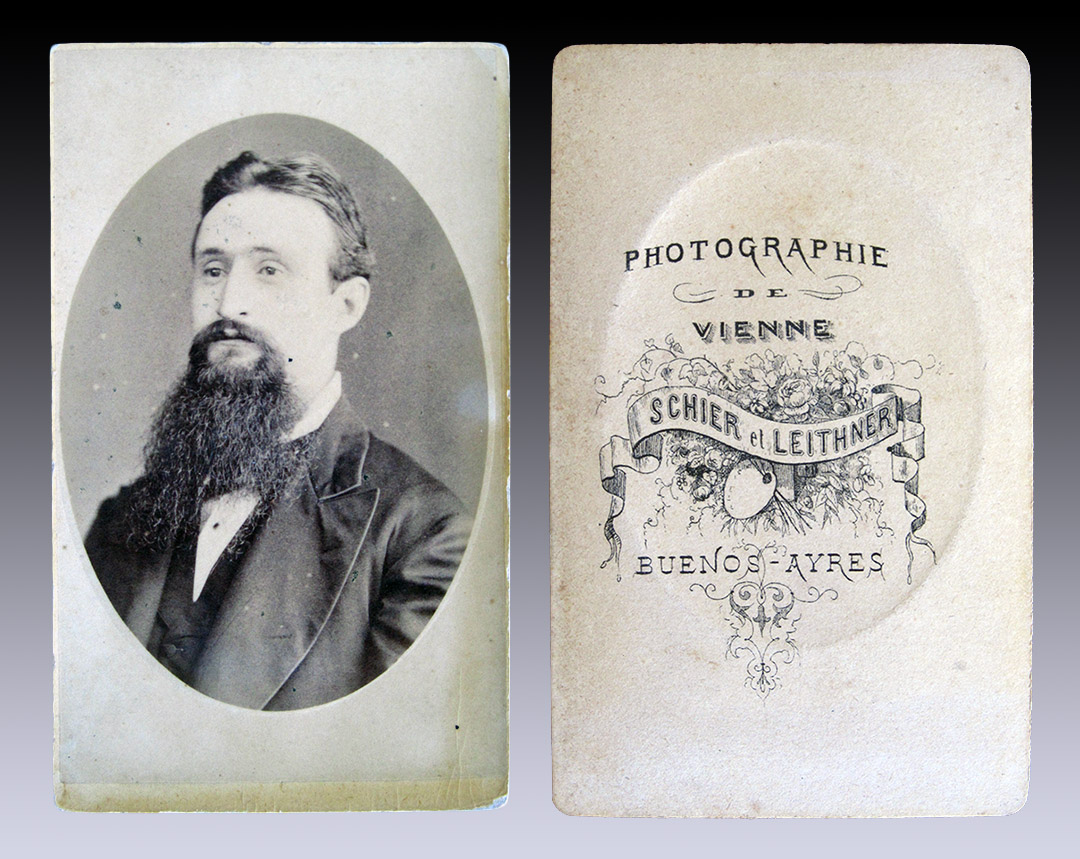 PHOTOGRAPHIE
DE
VIENNE
SCHIER et LEITHNER
BUENOS-AYRES